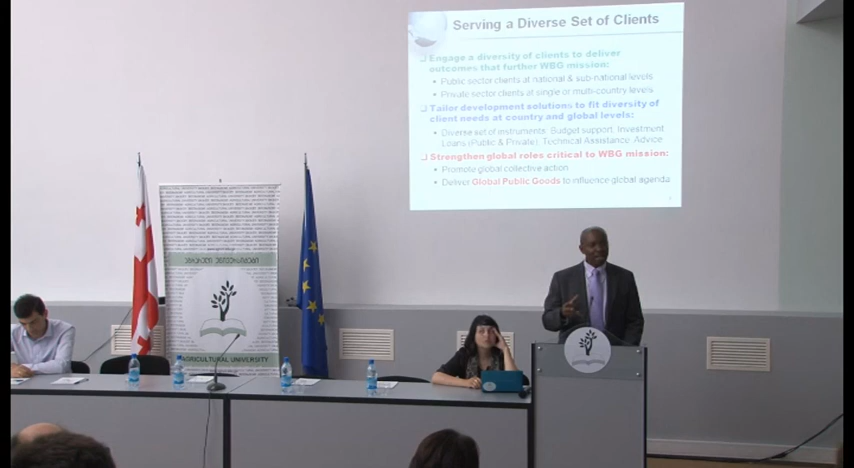 Serving a Diverse Set of Clients
Engage a diversity of clients to deliver
outcomes that further WBG mission:
• Public sector clients at national & sub-national levels
• Private sector clients at single or multi-country levels
Tailor development solutions to fit diversity of
client needs at country and global levels:
• Diverse set of instruments: Budget support, Investment
Loans (Public & Private), Technical Assistance, Advice
Strengthen global roles critical to WBG mission:
• Promote global collective action
• Deliver Global Public Goods to influence global agenda
AGRICULTURAL UNIVERSITY